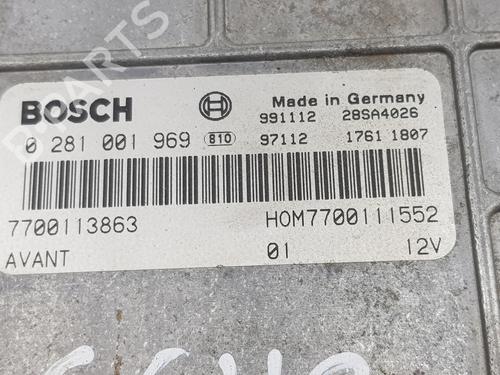 BOSCH Made in Germany
991112 28SA4026
0 281 001 969 810 97112 1761 1807
7700113863 HOM7700111552
AVANT 01 12V